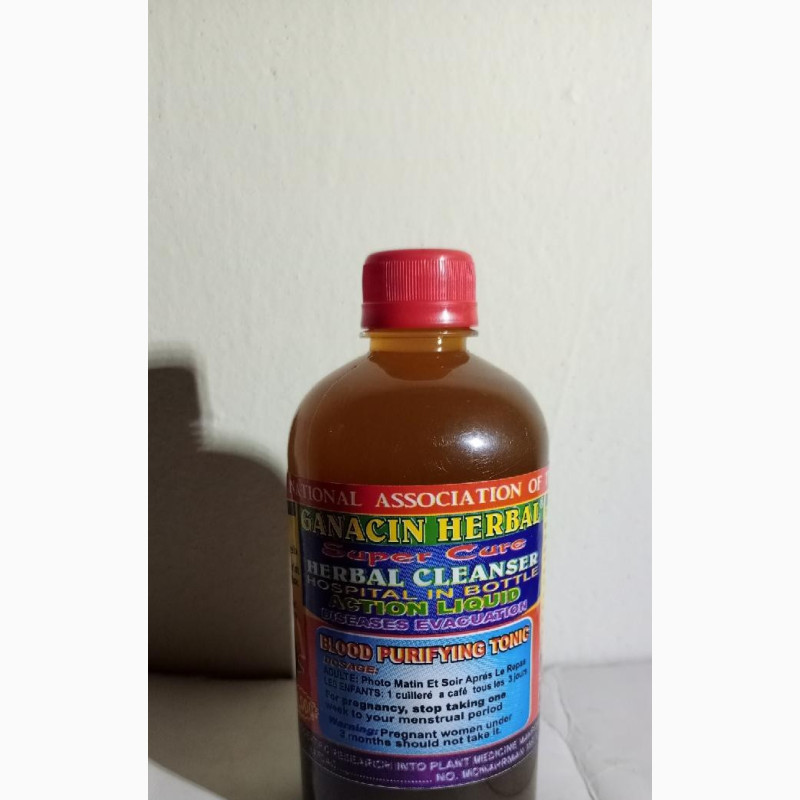 NATIONAL ASSOCIATION OF
GANACIN HERBAL
Super Cure
HERBAL CLEANSER
HOSPITAL IN BOTTLE
ACTION LIQUID
DISEASES EVACUATION
BLOOD PURIFYING TONIC
DOSAGE:
ADULTE: Photo Matin Et Soir Aprés Le Repas
LES ENFANTS: 1 cuilleré a café tous les 3 jours
For pregnancy, stop taking one
week to your menstrual period
Warning: Pregnant women under
3 months should not take it.
RESEARCH INTO PLANT MEDICINE
NO.